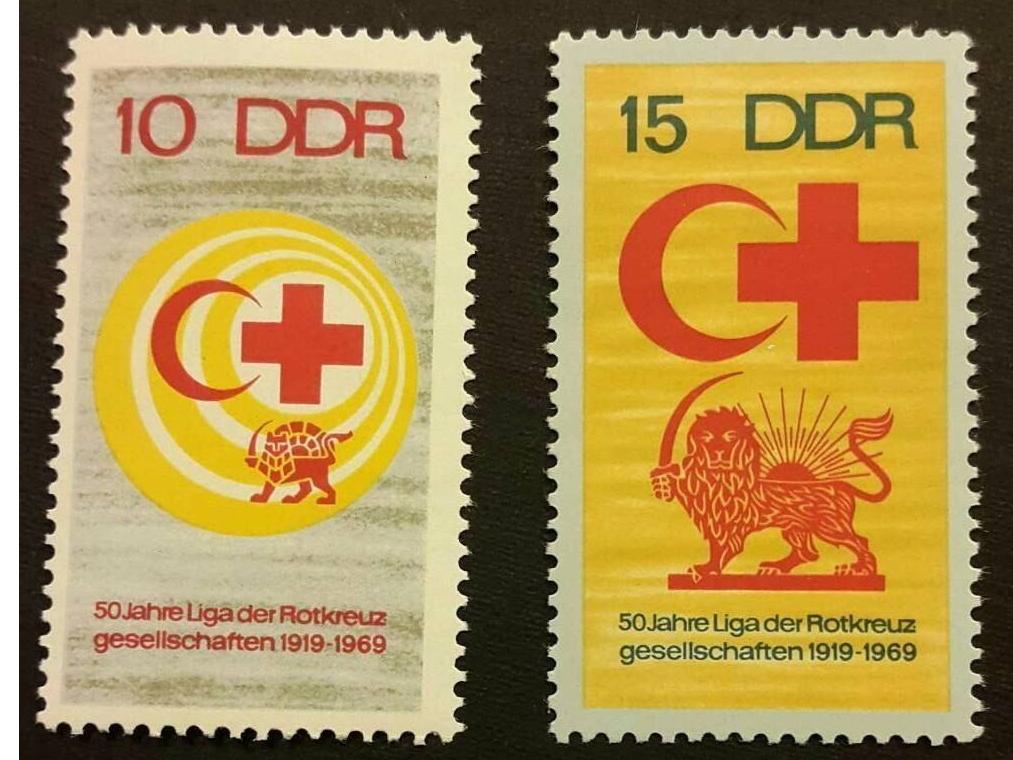 10 DDR
50 Jahre Liga der Rotkreuz
gesellschaften 1919-1969
15 DDR
50 Jahre Liga der Rotkreuz
gesellschaften 1919-1969